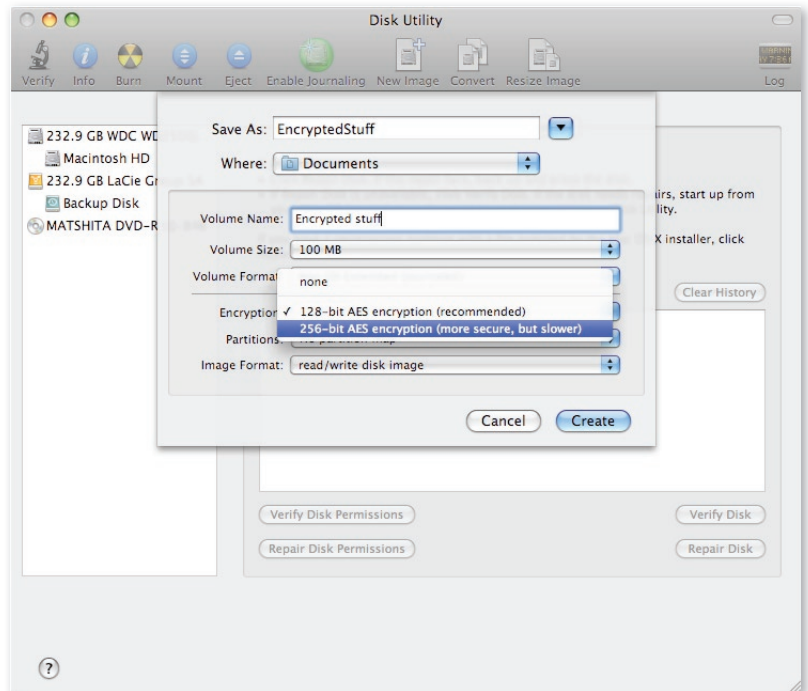 Disk Utility
Verify Info Burn Mount Eject Enable Journaling New Image Convert Resize Image Log
Save As: EncryptedStuff
Where: Documents
232.9 GB WDC WD
Macintosh HD
232.9 GB LaCie Gr
Backup Disk
MATSHITA DVD-R
irs, start up from
lity.
X installer, click
Volume Name: Encrypted stuff
Volume Size: 100 MB
Volume Format
none
Clear History
Encryption ✓ 128-bit AES encryption (recommended)
256-bit AES encryption (more secure, but slower)
Partitions
Image Format: read/write disk image
Cancel Create
Verify Disk Permissions Verify Disk
Repair Disk Permissions Repair Disk
?